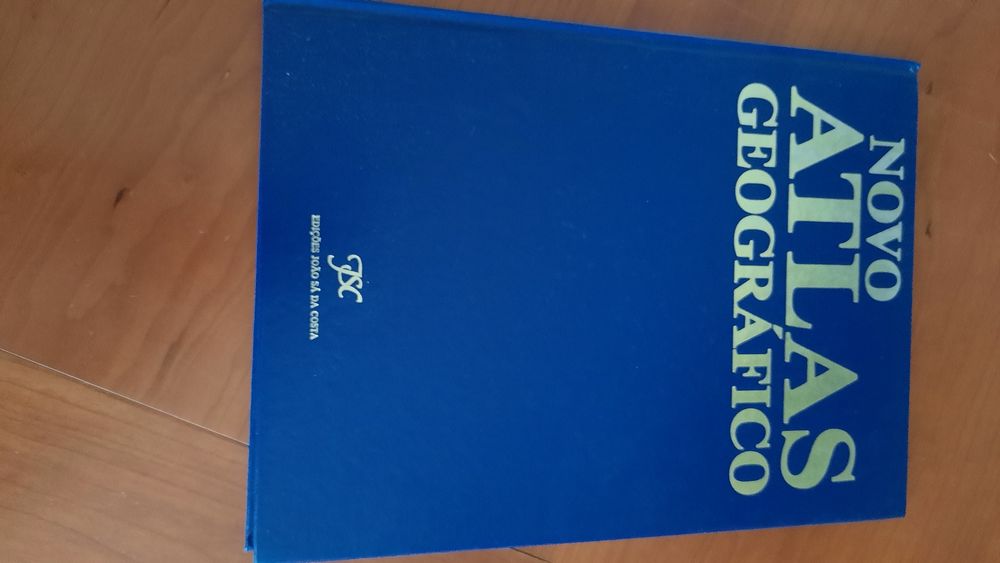 NOVO
ATLAS
GEOGRÁFICO
JSC
EDIÇÕES JOÃO SÁ DA COSTA